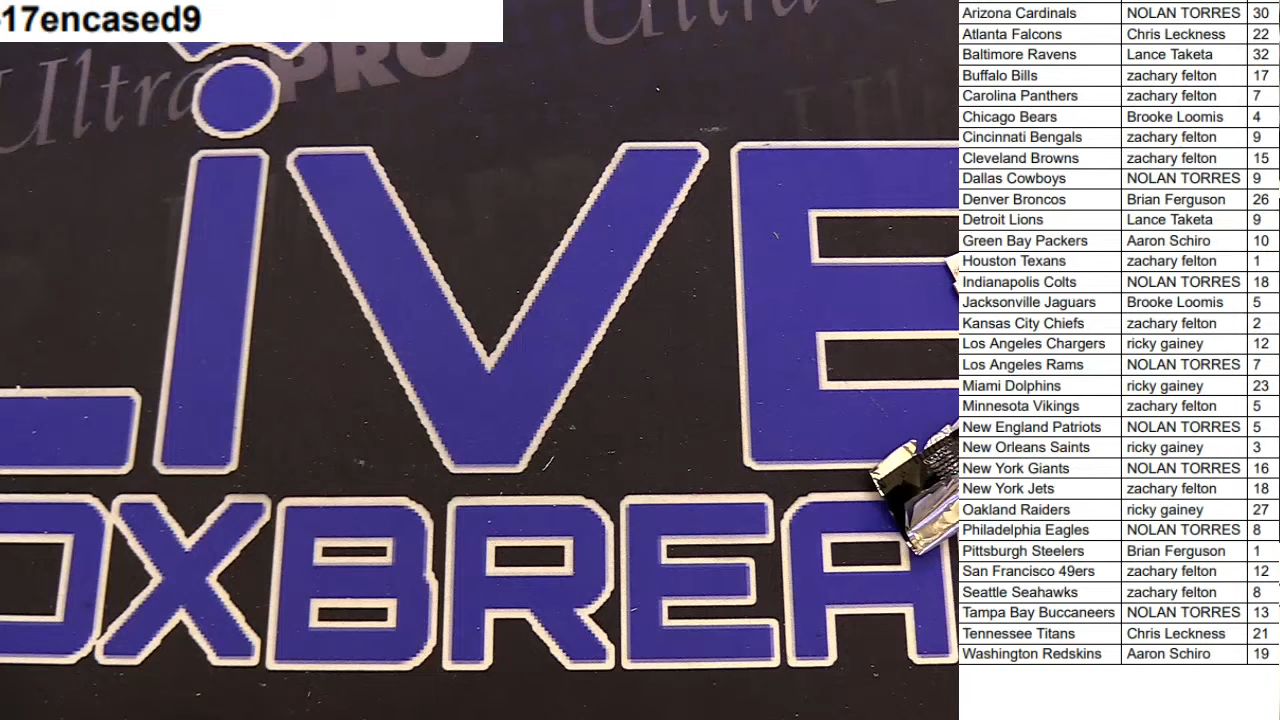 17encased9
Ultra PRO
Ultra
LiVE
OXBREA
Arizona Cardinals NOLAN TORRES 30
Atlanta Falcons Chris Leckness 22
Baltimore Ravens Lance Taketa 32
Buffalo Bills zachary felton 17
Carolina Panthers zachary felton 7
Chicago Bears Brooke Loomis 4
Cincinnati Bengals zachary felton 9
Cleveland Browns zachary felton 15
Dallas Cowboys NOLAN TORRES 9
Denver Broncos Brian Ferguson 26
Detroit Lions Lance Taketa 9
Green Bay Packers Aaron Schiro 10
Houston Texans zachary felton 1
Indianapolis Colts NOLAN TORRES 18
Jacksonville Jaguars Brooke Loomis 5
Kansas City Chiefs zachary felton 2
Los Angeles Chargers ricky gainey 12
Los Angeles Rams NOLAN TORRES 7
Miami Dolphins ricky gainey 23
Minnesota Vikings zachary felton 5
New England Patriots NOLAN TORRES 5
New Orleans Saints ricky gainey 3
New York Giants NOLAN TORRES 16
New York Jets zachary felton 18
Oakland Raiders ricky gainey 27
Philadelphia Eagles NOLAN TORRES 8
Pittsburgh Steelers Brian Ferguson 1
San Francisco 49ers zachary felton 12
Seattle Seahawks zachary felton 8
Tampa Bay Buccaneers NOLAN TORRES 13
Tennessee Titans Chris Leckness 21
Washington Redskins Aaron Schiro 19